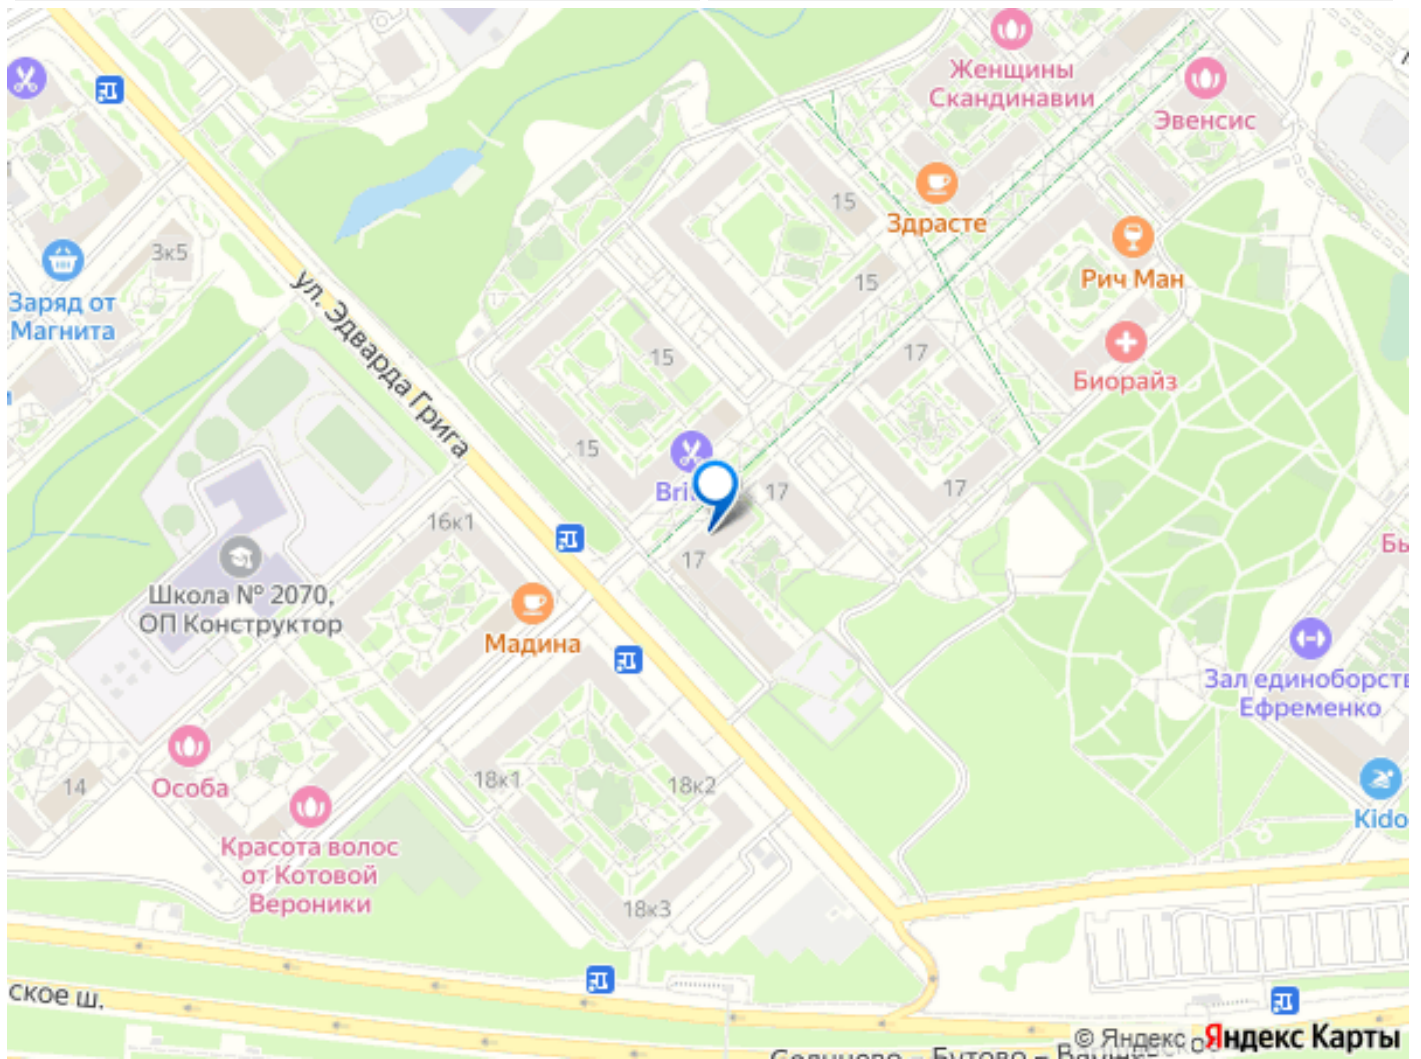 Женщины
Скандинавии
Эвенсис
15
Здрасте
3к5
Заряд от
Магнита
ул. Эдварда Грига
15
Рич Ман
15
17
Биорайз
15
17
17
16к1
17
Школа № 2070,
ОП Конструктор
Мадина
Зал единоборств
Ефременко
Особа
14
18к1
18к2
Kido
Красота волос
от Котовой
Вероники
18к3
ское ш.
© Яндекс
Яндекс Карты